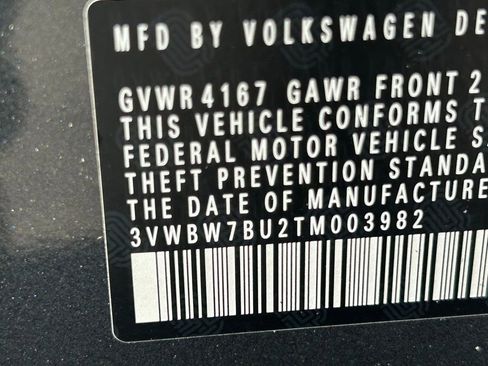 MFD BY VOLKSWAGEN DE
GVWR 4167 GAWR FRONT 2
THIS VEHICLE CONFORMS T
FEDERAL MOTOR VEHICLE S
THEFT PREVENTION STANDA
THE DATE OF MANUFACTURE
3VWBW7BU2TM003982